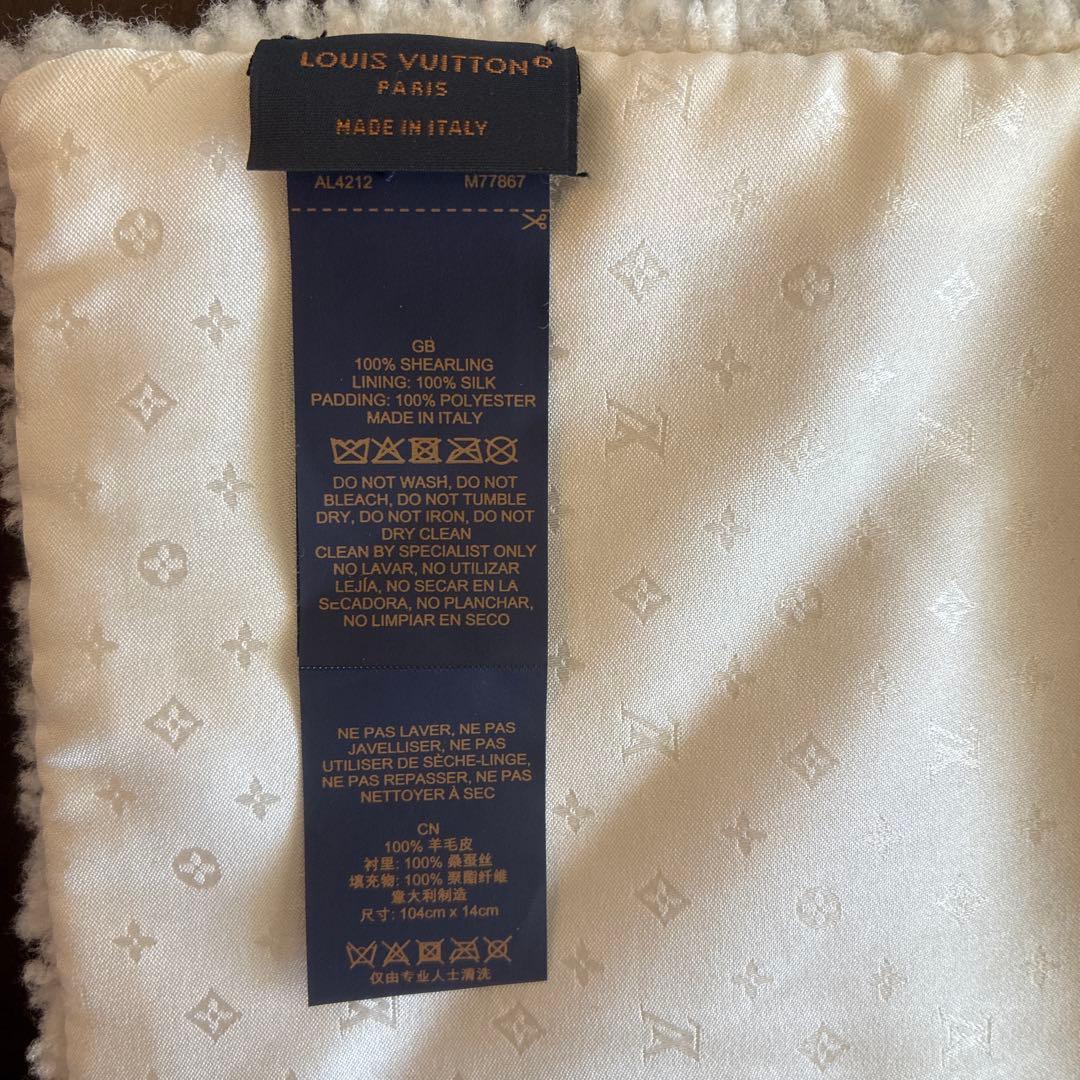 LOUIS VUITTON®
PARIS
MADE IN ITALY
AL4212 M77867
GB
100% SHEARLING
LINING: 100% SILK
PADDING: 100% POLYESTER
MADE IN ITALY
DO NOT WASH, DO NOT
BLEACH, DO NOT TUMBLE
DRY, DO NOT IRON, DO NOT
DRY CLEAN
CLEAN BY SPECIALIST ONLY
NO LAVAR, NO UTILIZAR
LEJÍA, NO SECAR EN LA
SECADORA, NO PLANCHAR,
NO LIMPIAR EN SECO
NE PAS LAVER, NE PAS
JAVELLISER, NE PAS
UTILISER DE SÈCHE-LINGE,
NE PAS REPASSER, NE PAS
NETTOYER À SEC
CN
100% 羊毛皮
衬里: 100% 桑蚕丝
填充物: 100% 聚酯纤维
意大利制造
尺寸: 104cm x 14cm
仅由专业人士清洗